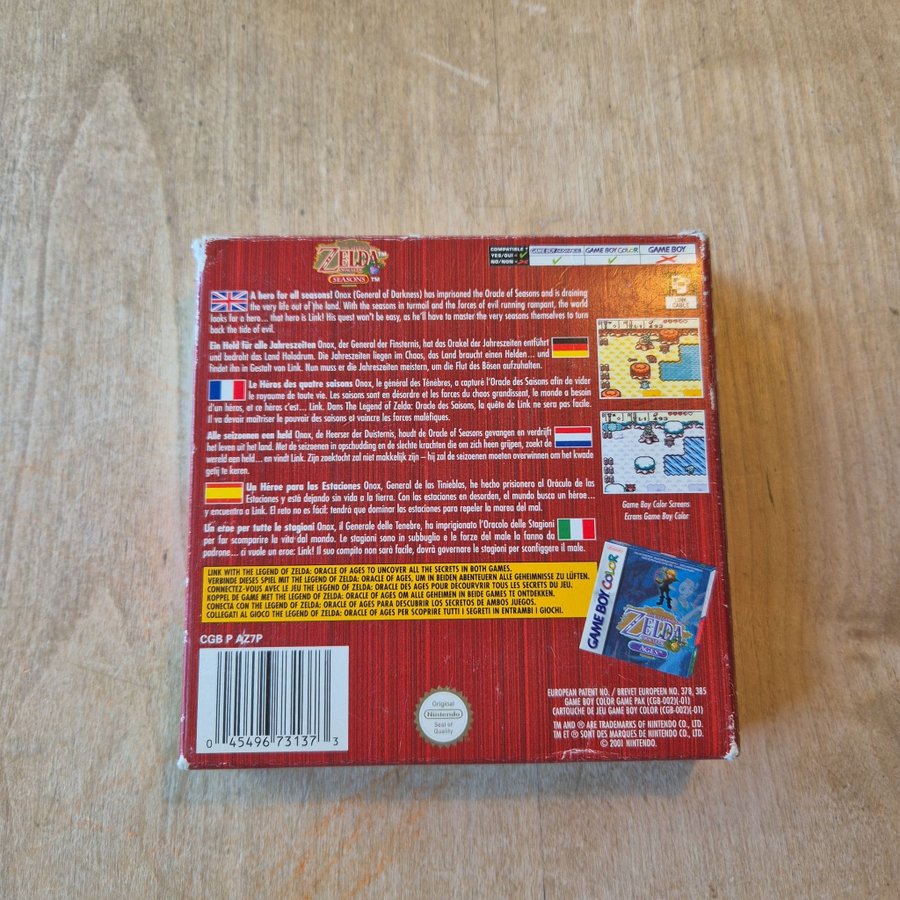 THE LEGEND OF
ZELDA™
ORACLE OF
SEASONS™
COMPATIBLE ?
YES/OUI =
NO/NON =
GAME BOY ADVANCE
GAME BOY COLOR
GAME BOY
LINK
CABLE
A hero for all seasons! Onox (General of Darkness) has imprisoned the Oracle of Seasons and is draining
the very life out of the land. With the seasons in turmoil and the forces of evil running rampant, the world
looks for a hero... that hero is Link! His quest won't be easy, as he'll have to master the very seasons themselves to turn
back the tide of evil.
Ein Held für alle Jahreszeiten Onox, der General der Finsternis, hat das Orakel der Jahreszeiten entführt
und bedroht das Land Holodrum. Die Jahreszeiten liegen im Chaos, das Land braucht einen Helden... und
findet ihn in Gestalt von Link! Nun muss er die Jahreszeiten meistern, um die Flut des Bösen aufzuhalten.
Le Héros des quatre saisons Onox, le général des Ténèbres, a capturé l'Oracle des Saisons afin de vider
le royaume de toute vie. Les saisons sont en désordre et les forces du chaos grandissent, le monde a besoin
d'un héros, et ce héros c'est... Link. Dans The Legend of Zelda: Oracle des Saisons, la quête de Link ne sera pas facile.
Il va devoir maîtriser le pouvoir des saisons et vaincre les forces maléfiques.
Alle seizoenen een held Onox, de Heerser der Duisternis, houdt de Oracle of Seasons gevangen en verdrijft
het leven uit het land. Met de seizoenen in opschudding en de slechte krachten die om zich heen grijpen, zoekt de
wereld een held... en vindt Link. Zijn zoektocht zal niet makkelijk zijn – hij zal de seizoenen moeten overwinnen om het kwade
getij te keren.
Un Héroe para las Estaciones Onox, General de las Tinieblas, ha hecho prisionero al Oráculo de las
Estaciones y está dejando sin vida a la tierra. Con las estaciones en desorden, el mundo busca un héroe...
y encuentra a Link. El reto no es fácil: tendrá que dominar las estaciones para repeler la marea del mal.
Un eroe per tutte le stagioni Onox, il Generale delle Tenebre, ha imprigionato l'Oracolo delle Stagioni
per far scomparire la vita dal mondo. Le stagioni sono in subbuglio e le forze del male la fanno da
padrone... ci vuole un eroe: Link! Il suo compito non sarà facile, dovrà governare le stagioni per sconfiggere il male.
Game Boy Color Screens
Ecrans Game Boy Color
LINK WITH THE LEGEND OF ZELDA: ORACLE OF AGES TO UNCOVER ALL THE SECRETS IN BOTH GAMES.
VERBINDE DIESES SPIEL MIT THE LEGEND OF ZELDA: ORACLE OF AGES, UM IN BEIDEN ABENTEUERN ALLE GEHEIMNISSE ZU LÜFTEN.
CONNECTEZ-VOUS AVEC LE JEU THE LEGEND OF ZELDA: ORACLE DES AGES POUR DÉCOURVRIR TOUS LES SECRETS DU JEU.
KOPPEL DE GAME MET THE LEGEND OF ZELDA: ORACLE OF AGES OM ALLE GEHEIMEN IN BEIDE GAMES TE ONTDEKKEN.
CONECTA CON THE LEGEND OF ZELDA: ORACLE OF AGES PARA DESCUBRIR LOS SECRETOS DE AMBOS JUEGOS.
COLLEGATI AL GIOCO THE LEGEND OF ZELDA: ORACLE OF AGES PER SCOPRIRE TUTTI I SEGRETI IN ENTRAMBI I GIOCHI.
GAME BOY COLOR
ZELDA
AGES™
CGB P AZ7P
0 45496 73137 3
Original
Nintendo
Seal of
Quality
EUROPEAN PATENT NO. / BREVET EUROPEEN NO. 378, 385
GAME BOY COLOR GAME PAK (CGB-002)(-01)
CARTOUCHE DE JEU GAME BOY COLOR (CGB-002)(-01)
TM AND ® ARE TRADEMARKS OF NINTENDO CO., LTD.
TM ET ® SONT DES MARQUES DE NINTENDO CO., LTD.
© 2001 NINTENDO.